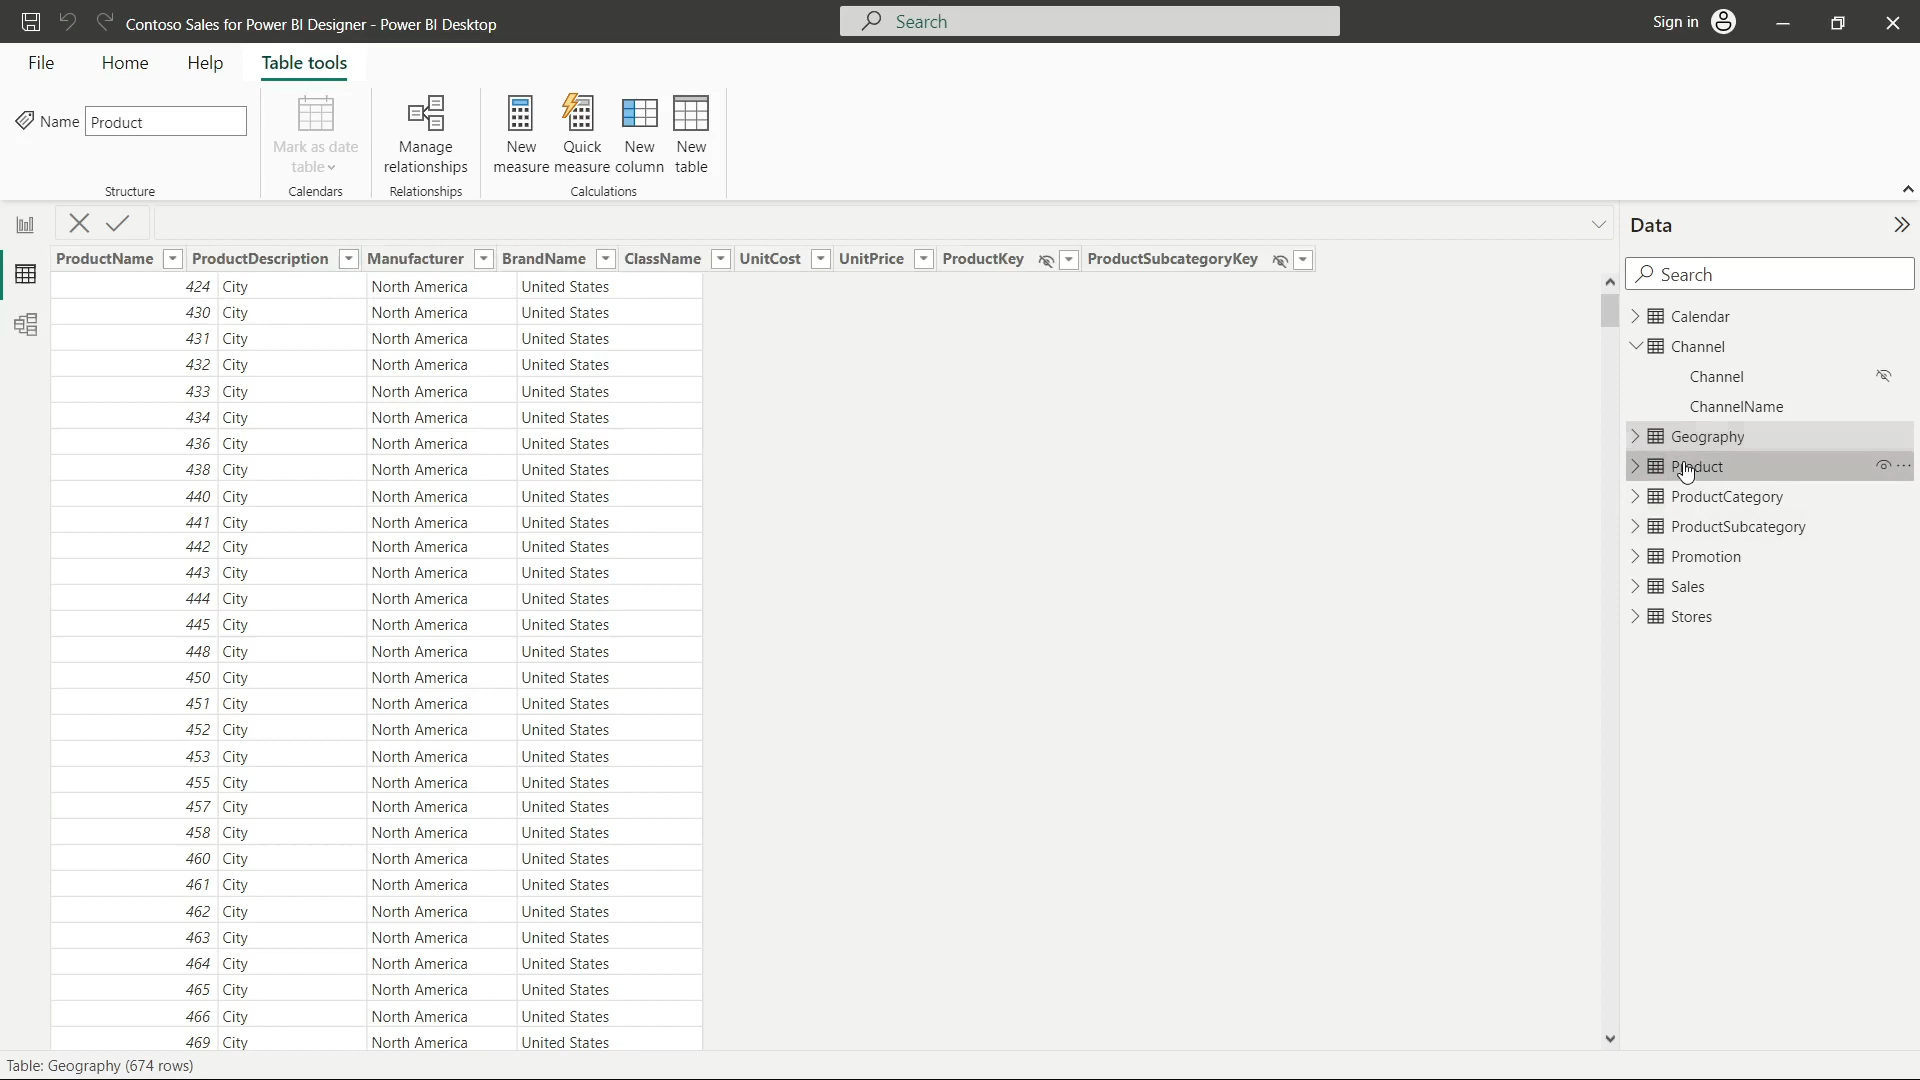 Contoso Sales for Power BI Designer - Power BI Desktop
Search
Sign in
File Home Help Table tools
Name Product
Mark as date table
Manage relationships
New measure
Quick measure
New column
New table
Structure Calendars Relationships Calculations
Data
ProductName ProductDescription Manufacturer BrandName ClassName UnitCost UnitPrice ProductKey ProductSubcategoryKey
424 City North America United States
430 City North America United States
431 City North America United States
432 City North America United States
433 City North America United States
434 City North America United States
436 City North America United States
438 City North America United States
440 City North America United States
441 City North America United States
442 City North America United States
443 City North America United States
444 City North America United States
445 City North America United States
448 City North America United States
450 City North America United States
451 City North America United States
452 City North America United States
453 City North America United States
455 City North America United States
457 City North America United States
458 City North America United States
460 City North America United States
461 City North America United States
462 City North America United States
463 City North America United States
464 City North America United States
465 City North America United States
466 City North America United States
469 City North America United States
Search
Calendar
Channel
Channel
ChannelName
Geography
Product
ProductCategory
ProductSubcategory
Promotion
Sales
Stores
Table: Geography (674 rows)